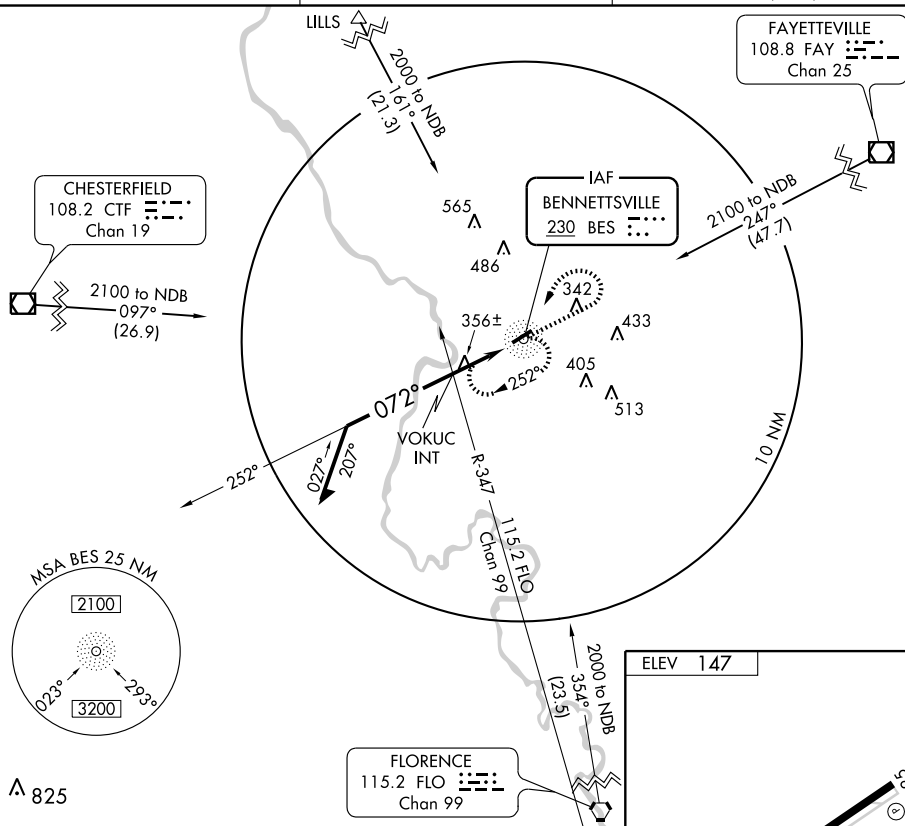 LILLS
2000 to NDB
161°
(21.3)
FAYETTEVILLE
108.8 FAY
Chan 25
2100 to NDB
247°
(47.7)
IAF
BENNETTSVILLE
230 BES
CHESTERFIELD
108.2 CTF
Chan 19
2100 to NDB
097°
(26.9)
565
486
342
356±
433
405
513
252°
072°
VOKUC
INT
027°
207°
252°
10 NM
R-347
115.2 FLO
Chan 99
MSA BES 25 NM
2100
023°
293°
3200
825
2000 to NDB
354°
(23.5)
FLORENCE
115.2 FLO
Chan 99
ELEV 147
P